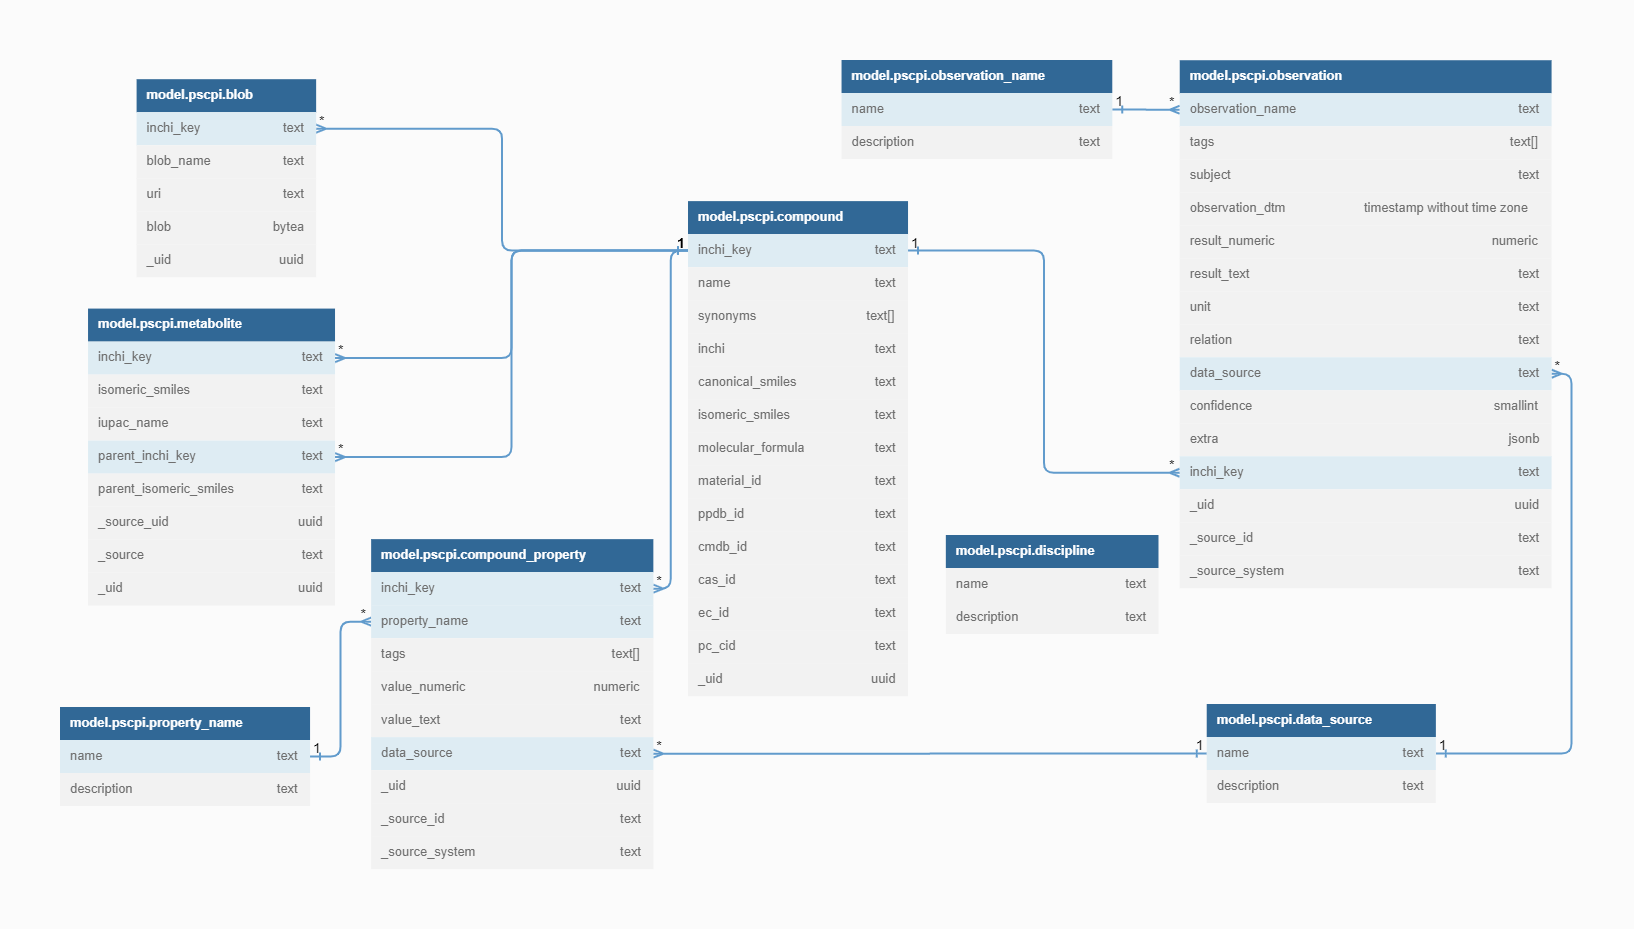 model.pscpi.blob
inchi_key text
blob_name text
uri text
blob bytea
_uid uuid
*
model.pscpi.metabolite
inchi_key text
isomeric_smiles text
iupac_name text
parent_inchi_key text
parent_isomeric_smiles text
_source_uid uuid
_source text
_uid uuid
*
*
model.pscpi.property_name
name text
description text
1
*
model.pscpi.compound_property
inchi_key text
property_name text
tags text[]
value_numeric numeric
value_text text
data_source text
_uid uuid
_source_id text
_source_system text
*
*
1
model.pscpi.compound
inchi_key text
name text
synonyms text[]
inchi text
canonical_smiles text
isomeric_smiles text
molecular_formula text
material_id text
ppdb_id text
cmdb_id text
cas_id text
ec_id text
pc_cid text
_uid uuid
1
model.pscpi.observation_name
name text
description text
1
*
model.pscpi.observation
observation_name text
tags text[]
subject text
observation_dtm timestamp without time zone
result_numeric numeric
result_text text
unit text
relation text
data_source text
confidence smallint
extra jsonb
inchi_key text
_uid uuid
_source_id text
_source_system text
*
*
model.pscpi.discipline
name text
description text
1
model.pscpi.data_source
name text
description text
1